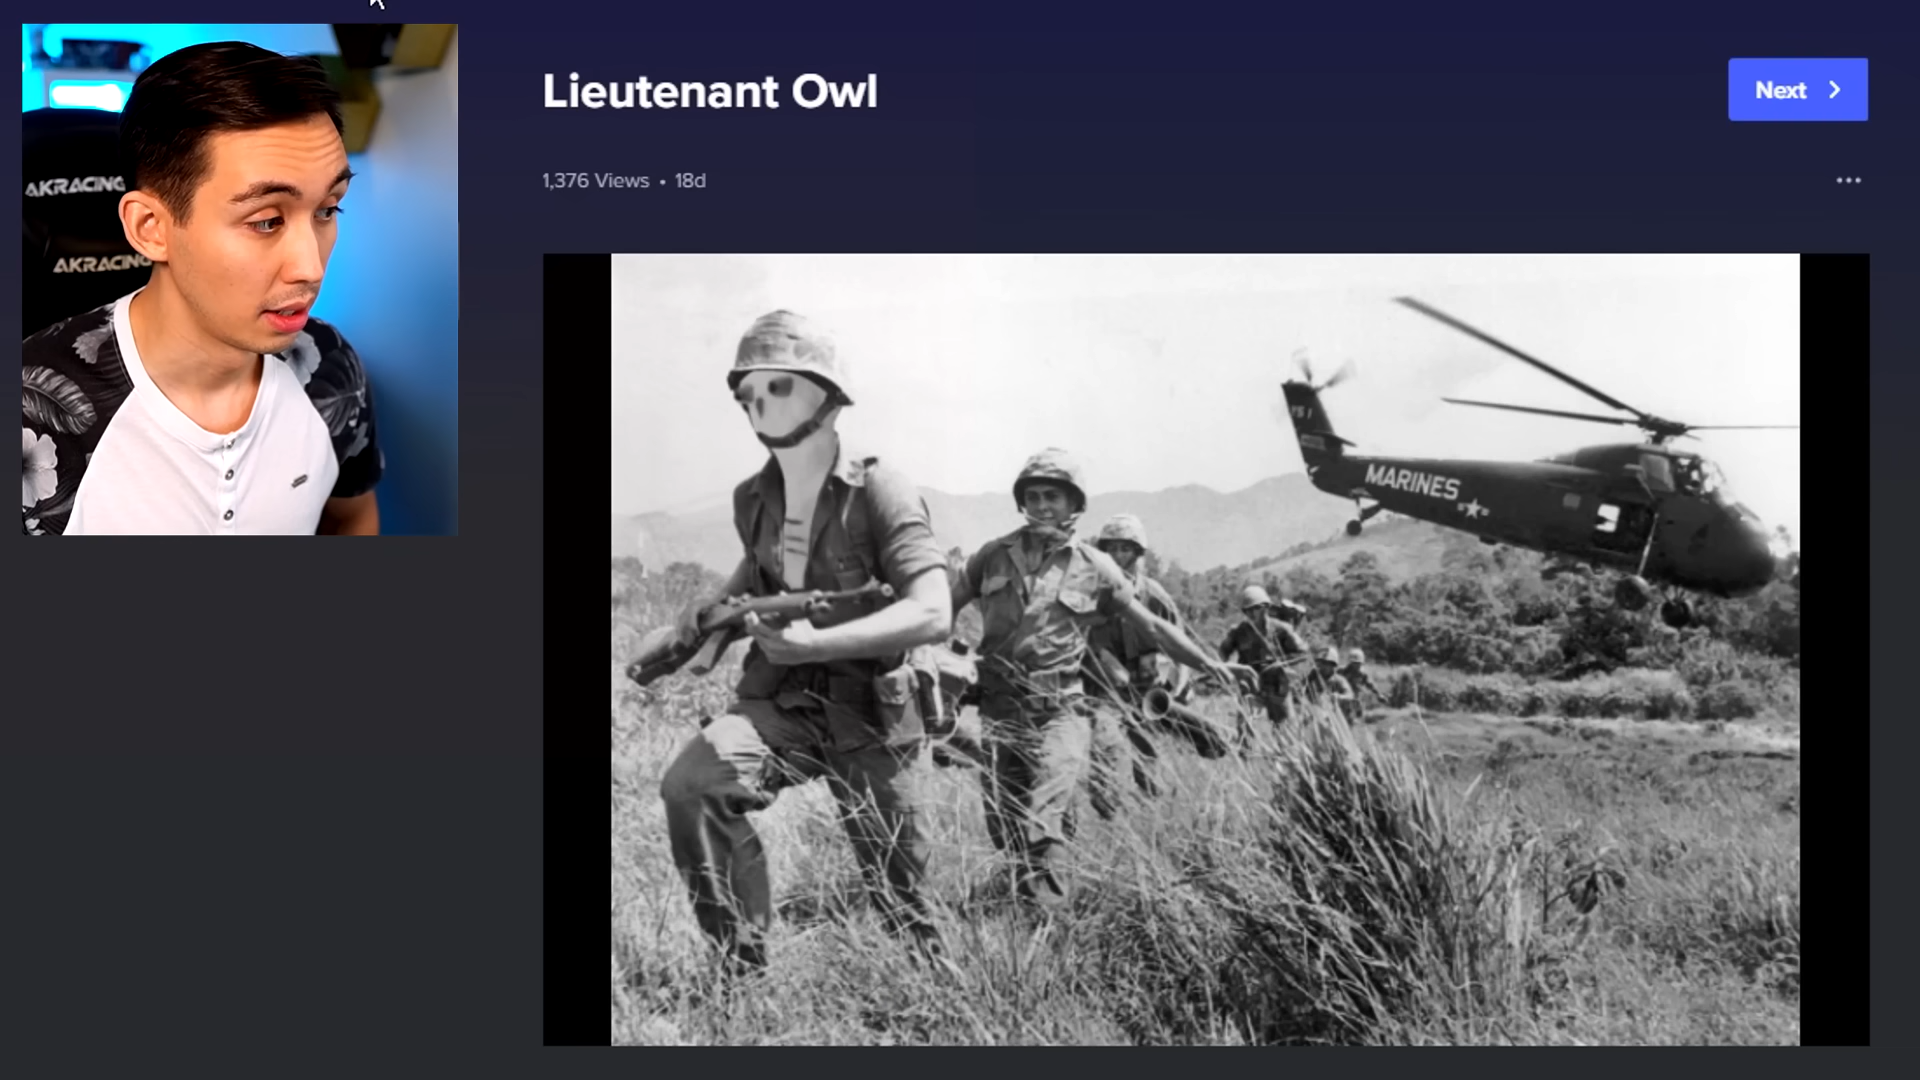 Lieutenant Owl
Next
1,376 Views • 18d
AKRACING
AKRACING
MARINES